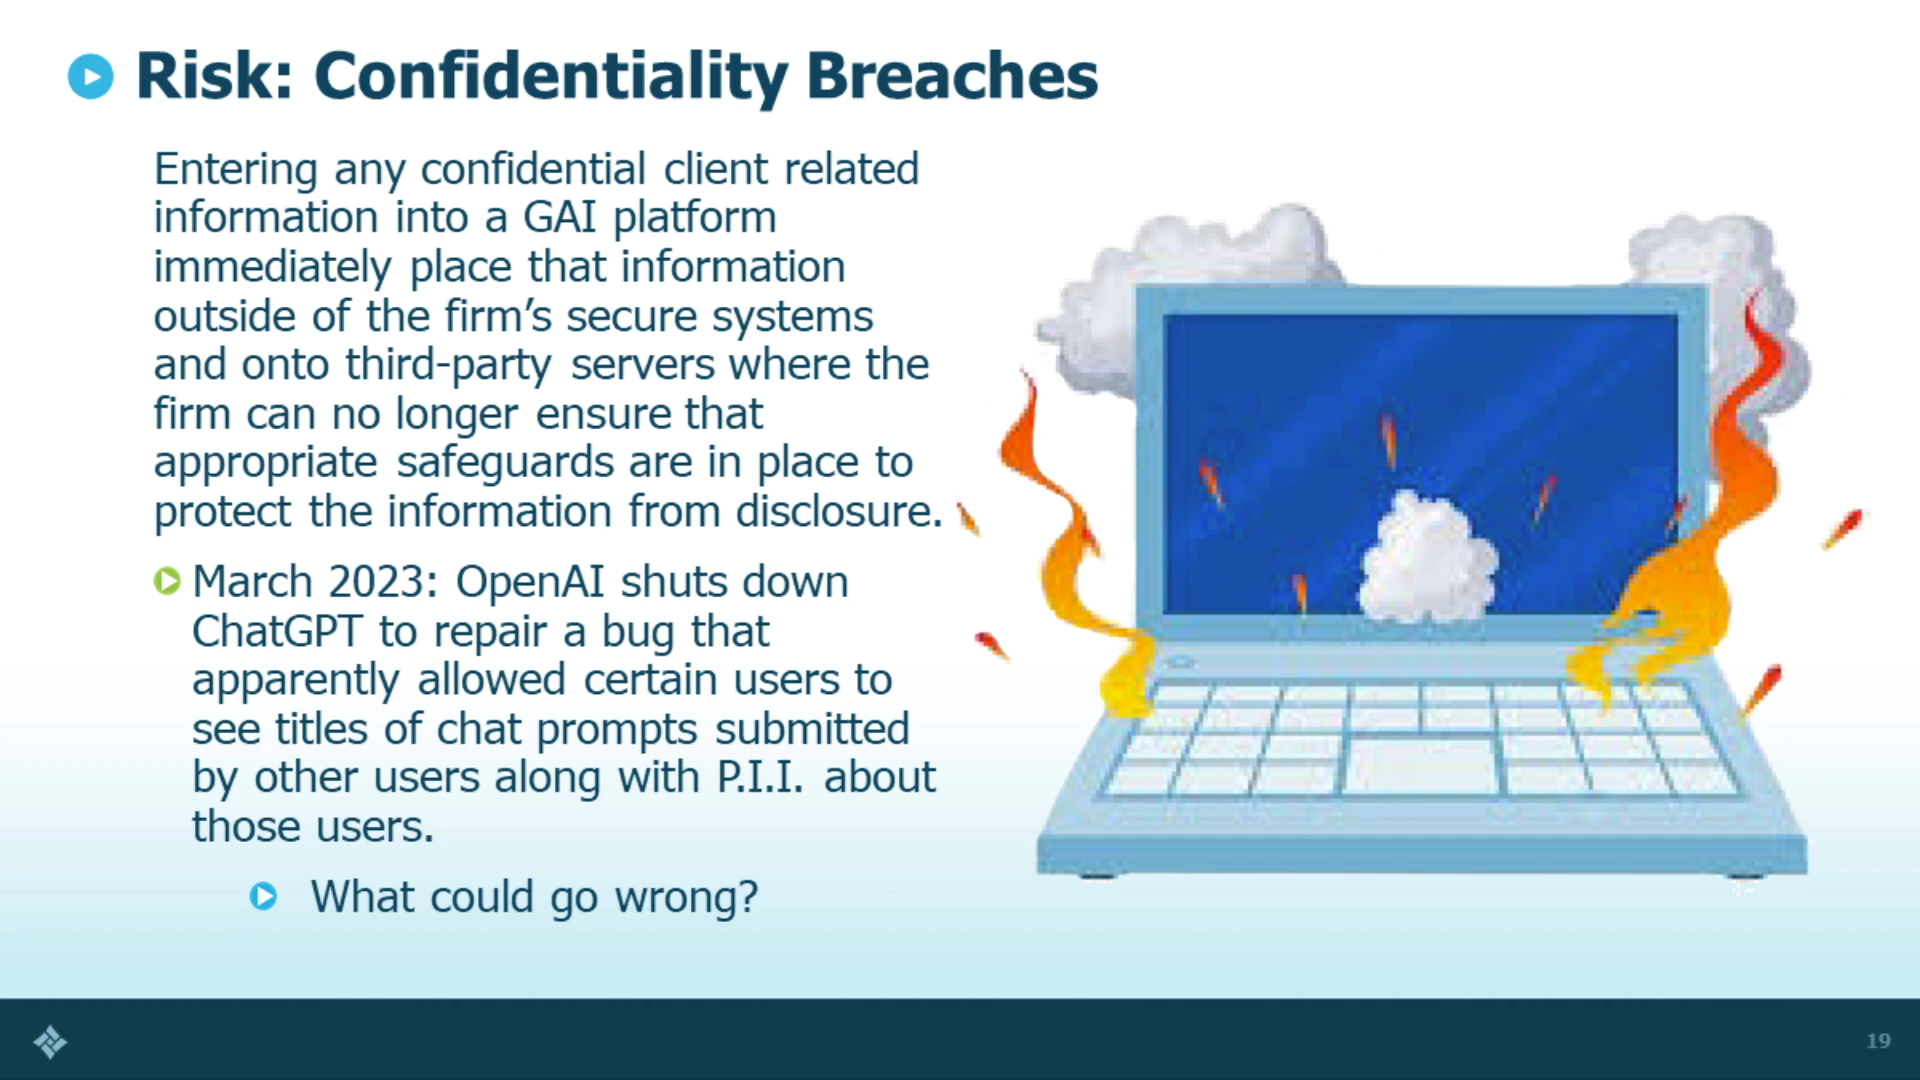 Risk: Confidentiality Breaches
Entering any confidential client related
information into a GAI platform
immediately place that information
outside of the firm’s secure systems
and onto third-party servers where the
firm can no longer ensure that
appropriate safeguards are in place to
protect the information from disclosure.
March 2023: OpenAI shuts down
ChatGPT to repair a bug that
apparently allowed certain users to
see titles of chat prompts submitted
by other users along with P.I.I. about
those users.
What could go wrong?
19